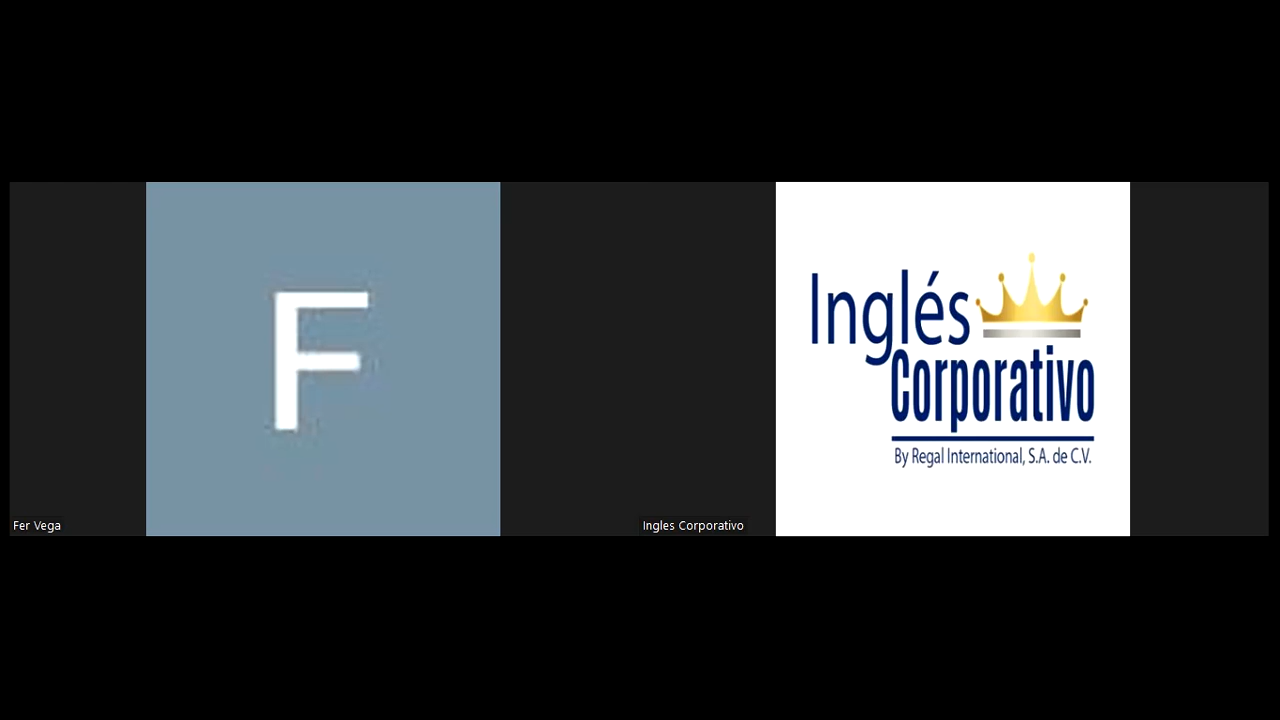 F
Fer Vega
Inglés
Corporativo
By Regal International, S.A. de C.V.
Ingles Corporativo